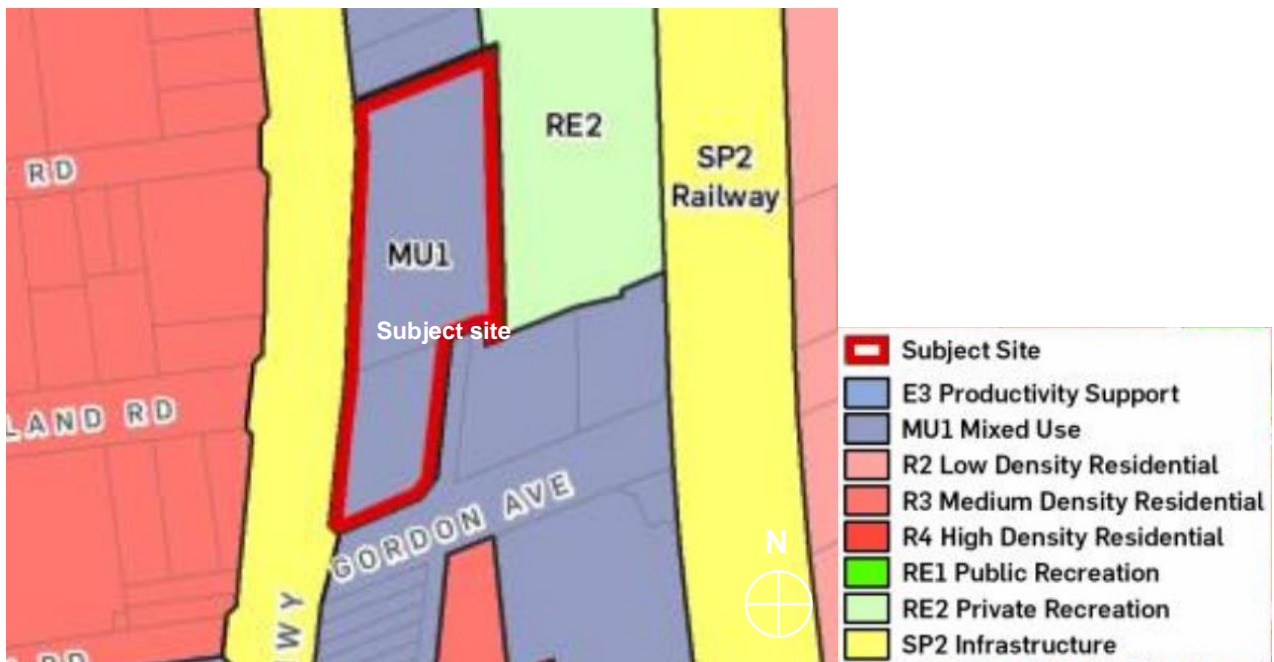 RD
RE2
SP2
Railway
MU1
Subject site
LAND RD
GORDON AVE
N
WY
RD
Subject Site
E3 Productivity Support
MU1 Mixed Use
R2 Low Density Residential
R3 Medium Density Residential
R4 High Density Residential
RE1 Public Recreation
RE2 Private Recreation
SP2 Infrastructure